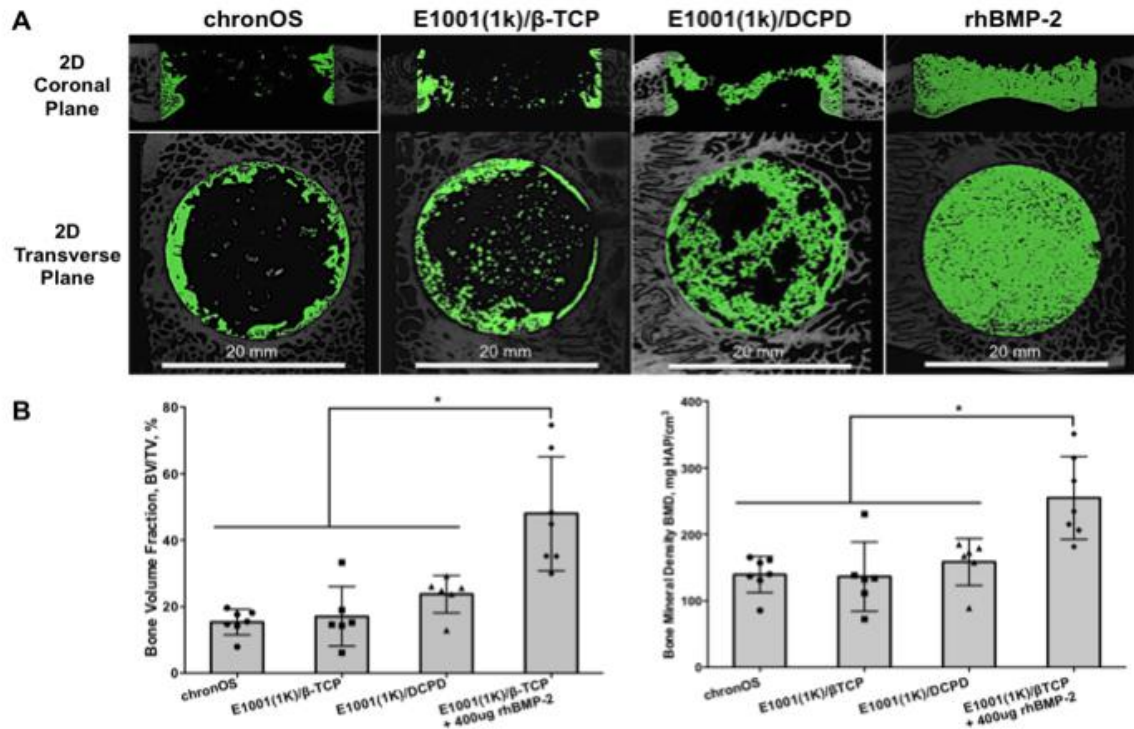 A
chronOS
E1001(1k)/β-TCP
E1001(1k)/DCPD
rhBMP-2
2D
Coronal
Plane
2D
Transverse
Plane
20 mm
20 mm
20 mm
20 mm
B
Bone Volume Fraction, BV/TV, %
80
60
40
20
0
*
chronOS
E1001(1K)/β-TCP
E1001(1K)/DCPD
E1001(1K)/β-TCP
+ 400ug rhBMP-2
Bone Mineral Density BMD, mg HAP/cm³
400
300
200
100
0
*
chronOS
E1001(1K)/βTCP
E1001(1K)/DCPD
E1001(1K)/βTCP
+ 400ug rhBMP-2